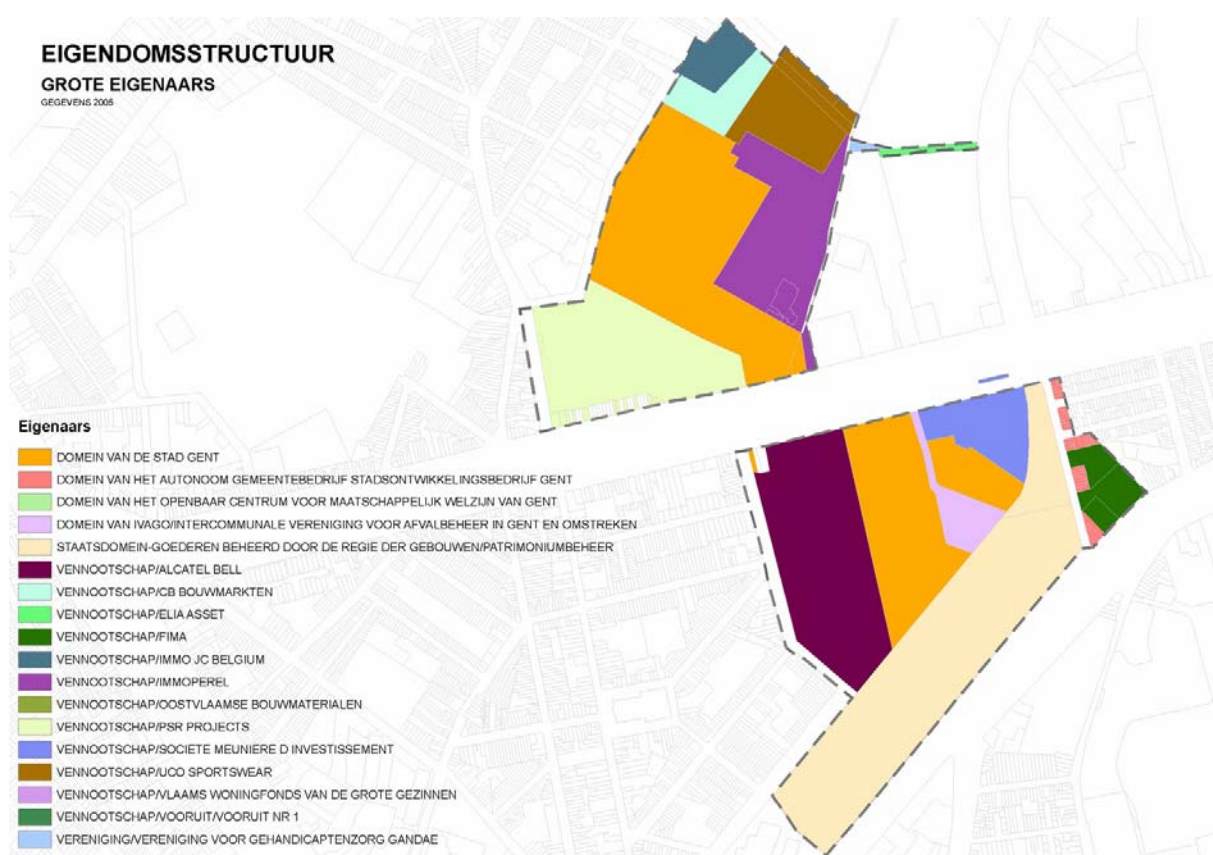 EIGENDOMSSTRUCTUUR
GROTE EIGENAARS
GEGEVENS 2005
Eigenaars
DOMEIN VAN DE STAD GENT
DOMEIN VAN HET AUTONOOM GEMEENTEBEDRIJF STADSONTWIKKELINGSBEDRIJF GENT
DOMEIN VAN HET OPENBAAR CENTRUM VOOR MAATSCHAPPELIJK WELZIJN VAN GENT
DOMEIN VAN IVAGO/INTERCOMMUNALE VERENIGING VOOR AFVALBEHEER IN GENT EN OMSTREKEN
STAATSDOMEIN-GOEDEREN BEHEERD DOOR DE REGIE DER GEBOUWEN/PATRIMONIUMBEHEER
VENNOOTSCHAP/ALCATEL BELL
VENNOOTSCHAP/CB BOUWMARKTEN
VENNOOTSCHAP/ELIA ASSET
VENNOOTSCHAP/FIMA
VENNOOTSCHAP/IMMO JC BELGIUM
VENNOOTSCHAP/IMMOPEREL
VENNOOTSCHAP/OOSTVLAAMSE BOUWMATERIALEN
VENNOOTSCHAP/PSR PROJECTS
VENNOOTSCHAP/SOCIETE MEUNIERE D INVESTISSEMENT
VENNOOTSCHAP/UCO SPORTSWEAR
VENNOOTSCHAP/VLAAMS WONINGFONDS VAN DE GROTE GEZINNEN
VENNOOTSCHAP/VOORUIT/VOORUIT NR 1
VERENIGING/VERENIGING VOOR GEHANDICAPTENZORG GANDAE